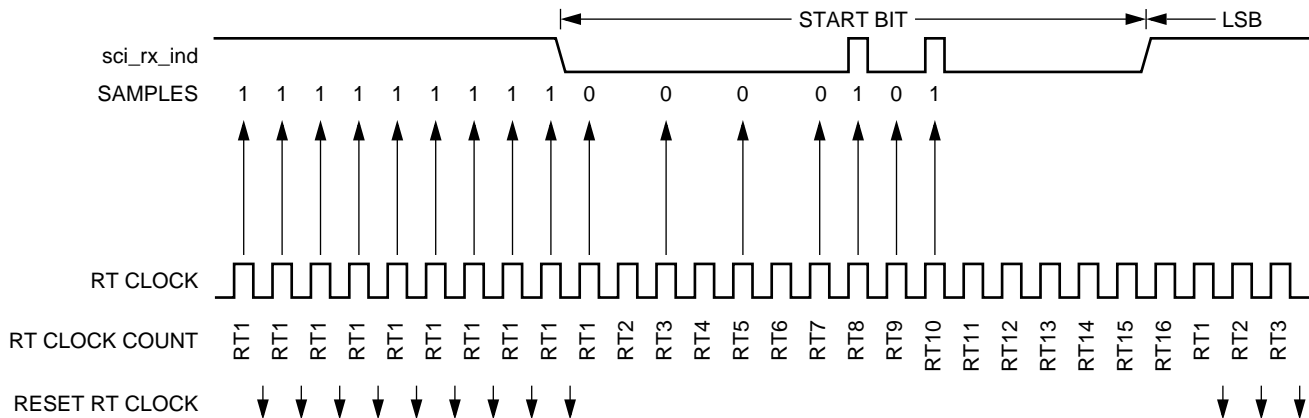 START BIT LSB
sci_rx_ind
SAMPLES 1 1 1 1 1 1 1 1 1 0 0 0 0 1 0 1
RT CLOCK
RT CLOCK COUNT RT1 RT1 RT1 RT1 RT1 RT1 RT1 RT1 RT1 RT1 RT2 RT3 RT4 RT5 RT6 RT7 RT8 RT9 RT10 RT11 RT12 RT13 RT14 RT15 RT16 RT1 RT2 RT3
RESET RT CLOCK